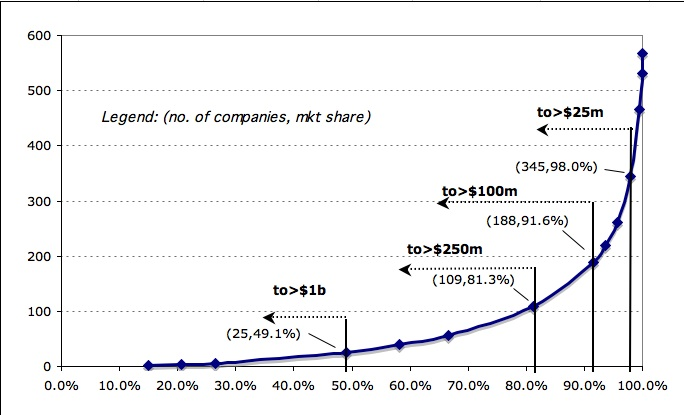 600
500
Legend: (no. of companies, mkt share)
to>$25m
400
(345,98.0%)
300
to>$100m
(188,91.6%)
200
to>$250m
(109,81.3%)
to>$1b
100
(25,49.1%)
0
0.0% 10.0% 20.0% 30.0% 40.0% 50.0% 60.0% 70.0% 80.0% 90.0% 100.0%